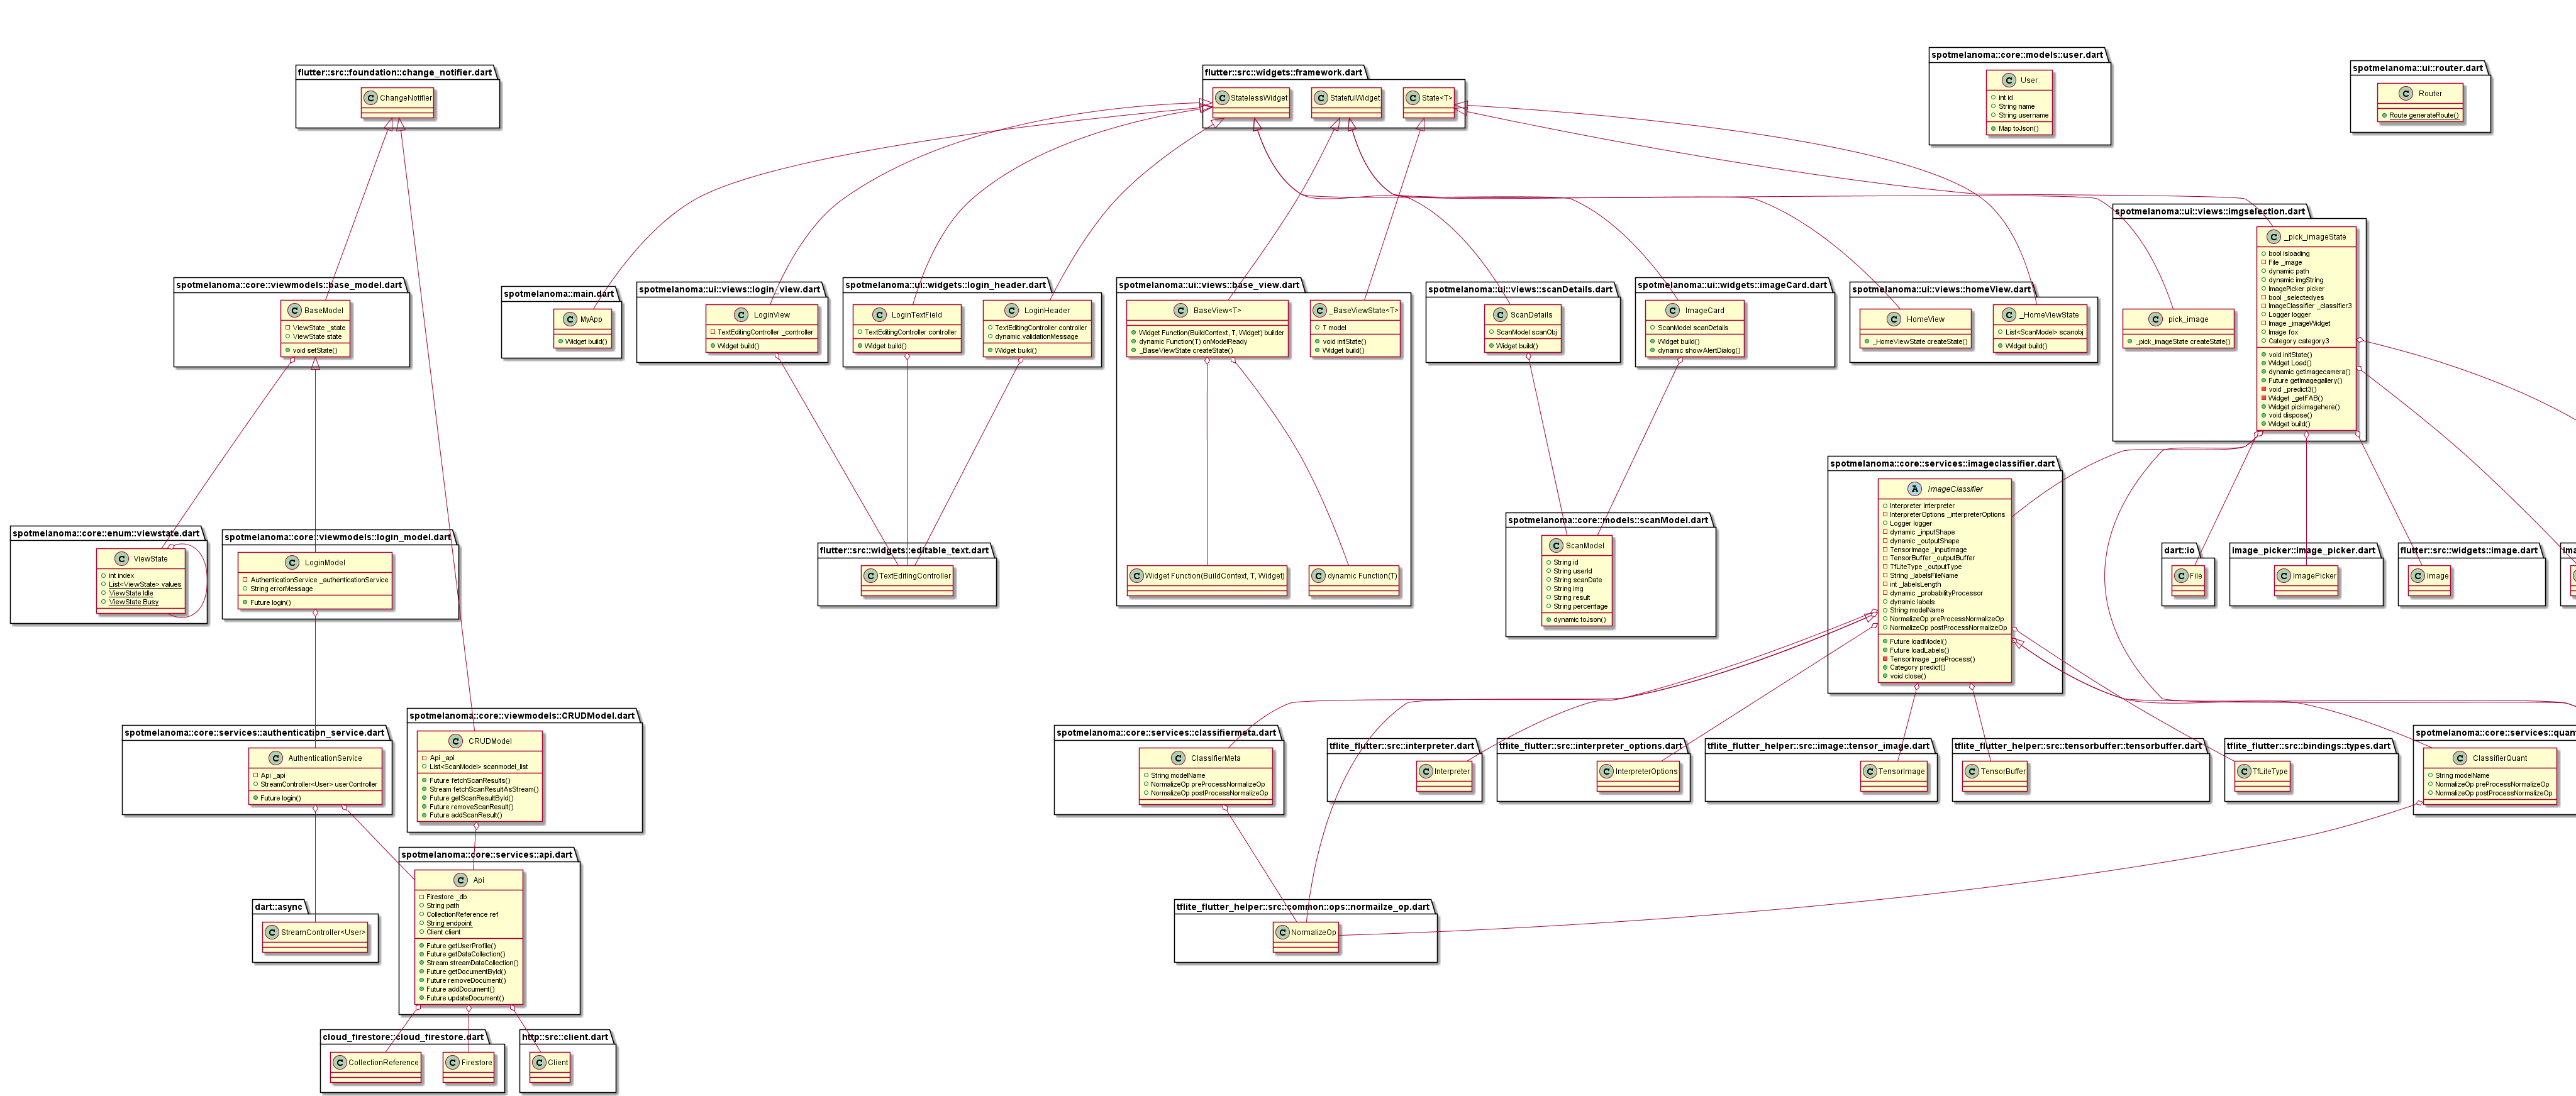 flutter::src::foundation::change_notifier.dart
C ChangeNotifier
flutter::src::widgets::framework.dart
C StatelessWidget
C StatefulWidget
C State<T>
spotmelanoma::core::models::user.dart
C User
int id
String name
String username
Map toJson()
spotmelanoma::ui::router.dart
C Router
Route generateRoute()
spotmelanoma::ui::views::imgselection.dart
C _pick_imageState
bool isloading
File _image
dynamic path
dynamic imgString
ImagePicker picker
bool _selectedyes
ImageClassifier _classifier3
Logger logger
Image _imageWidget
Image fox
Category category3
void initState()
Widget Load()
dynamic getImagecamera()
Future getImagegallery()
void _predict3()
Widget _getFAB()
Widget pickimagehere()
void dispose()
Widget build()
C pick_image
_pick_imageState createState()
spotmelanoma::core::viewmodels::base_model.dart
C BaseModel
ViewState _state
ViewState state
void setState()
spotmelanoma::main.dart
C MyApp
Widget build()
spotmelanoma::ui::views::login_view.dart
C LoginView
TextEditingController _controller
Widget build()
spotmelanoma::ui::widgets::login_header.dart
C LoginTextField
TextEditingController controller
Widget build()
C LoginHeader
TextEditingController controller
dynamic validationMessage
Widget build()
spotmelanoma::ui::views::base_view.dart
C BaseView<T>
Widget Function(BuildContext, T, Widget) builder
dynamic Function(T) onModelReady
_BaseViewState createState()
C _BaseViewState<T>
T model
void initState()
Widget build()
C Widget Function(BuildContext, T, Widget)
C dynamic Function(T)
spotmelanoma::ui::views::scanDetails.dart
C ScanDetails
ScanModel scanObj
Widget build()
spotmelanoma::ui::widgets::imageCard.dart
C ImageCard
ScanModel scanDetails
Widget build()
dynamic showAlertDialog()
spotmelanoma::ui::views::homeView.dart
C HomeView
_HomeViewState createState()
C _HomeViewState
List<ScanModel> scanobj
Widget build()
spotmelanoma::core::services::imageclassifier.dart
A ImageClassifier
Interpreter interpreter
InterpreterOptions _interpreterOptions
Logger logger
dynamic _inputShape
dynamic _outputShape
TensorImage _inputImage
TensorBuffer _outputBuffer
TfLiteType _outputType
String _labelsFileName
int _labelsLength
dynamic _probabilityProcessor
dynamic labels
String modelName
NormalizeOp preProcessNormalizeOp
NormalizeOp postProcessNormalizeOp
Future loadModel()
Future loadLabels()
TensorImage _preProcess()
Category predict()
void close()
spotmelanoma::core::enum::viewstate.dart
C ViewState
int index
List<ViewState> values
ViewState Idle
ViewState Busy
spotmelanoma::core::viewmodels::login_model.dart
C LoginModel
AuthenticationService _authenticationService
String errorMessage
Future login()
flutter::src::widgets::editable_text.dart
C TextEditingController
spotmelanoma::core::models::scanModel.dart
C ScanModel
String id
String userId
String scanDate
String img
String result
String percentage
dynamic toJson()
dart::io
C File
image_picker::image_picker.dart
C ImagePicker
flutter::src::widgets::image.dart
C Image
spotmelanoma::core::services::authentication_service.dart
C AuthenticationService
Api _api
StreamController<User> userController
Future login()
spotmelanoma::core::viewmodels::CRUDModel.dart
C CRUDModel
Api _api
List<ScanModel> scanmodel_list
Future fetchScanResults()
Stream fetchScanResultAsStream()
Future getScanResultById()
Future removeScanResult()
Future addScanResult()
spotmelanoma::core::services::classifiermeta.dart
C ClassifierMeta
String modelName
NormalizeOp preProcessNormalizeOp
NormalizeOp postProcessNormalizeOp
tflite_flutter::src::interpreter.dart
C Interpreter
tflite_flutter::src::interpreter_options.dart
C InterpreterOptions
tflite_flutter_helper::src::image::tensor_image.dart
C TensorImage
tflite_flutter_helper::src::tensorbuffer::tensorbuffer.dart
C TensorBuffer
tflite_flutter::src::bindings::types.dart
C TfLiteType
spotmelanoma::core::services::quant
C ClassifierQuant
String modelName
NormalizeOp preProcessNormalizeOp
NormalizeOp postProcessNormalizeOp
spotmelanoma::core::services::api.dart
C Api
Firestore _db
String path
CollectionReference ref
String endpoint
Client client
Future getUserProfile()
Future getDataCollection()
Stream streamDataCollection()
Future getDocumentById()
Future removeDocument()
Future addDocument()
Future updateDocument()
dart::async
C StreamController<User>
tflite_flutter_helper::src::common::ops::normailze_op.dart
C NormalizeOp
cloud_firestore::cloud_firestore.dart
C CollectionReference
C Firestore
http::src::client.dart
C Client